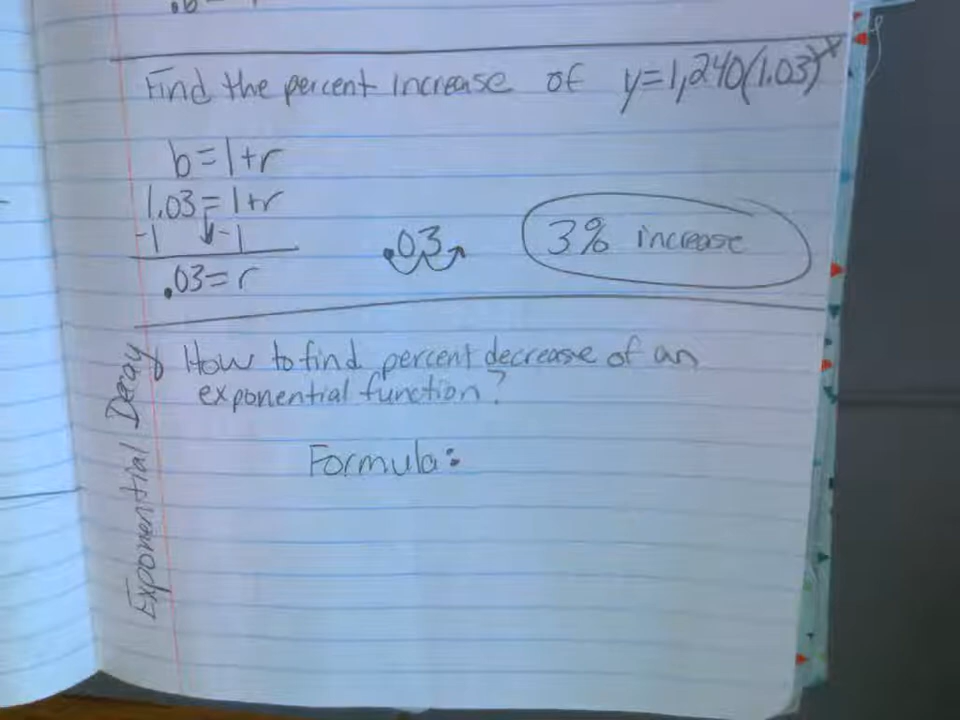 Find the percent increase of y=1,240(1.03)^x
b=1+r
1.03=1+r
-1 -1
.03=r
.03
3% increase
Exponential Decay
How to find percent decrease of an
exponential function?
Formula: